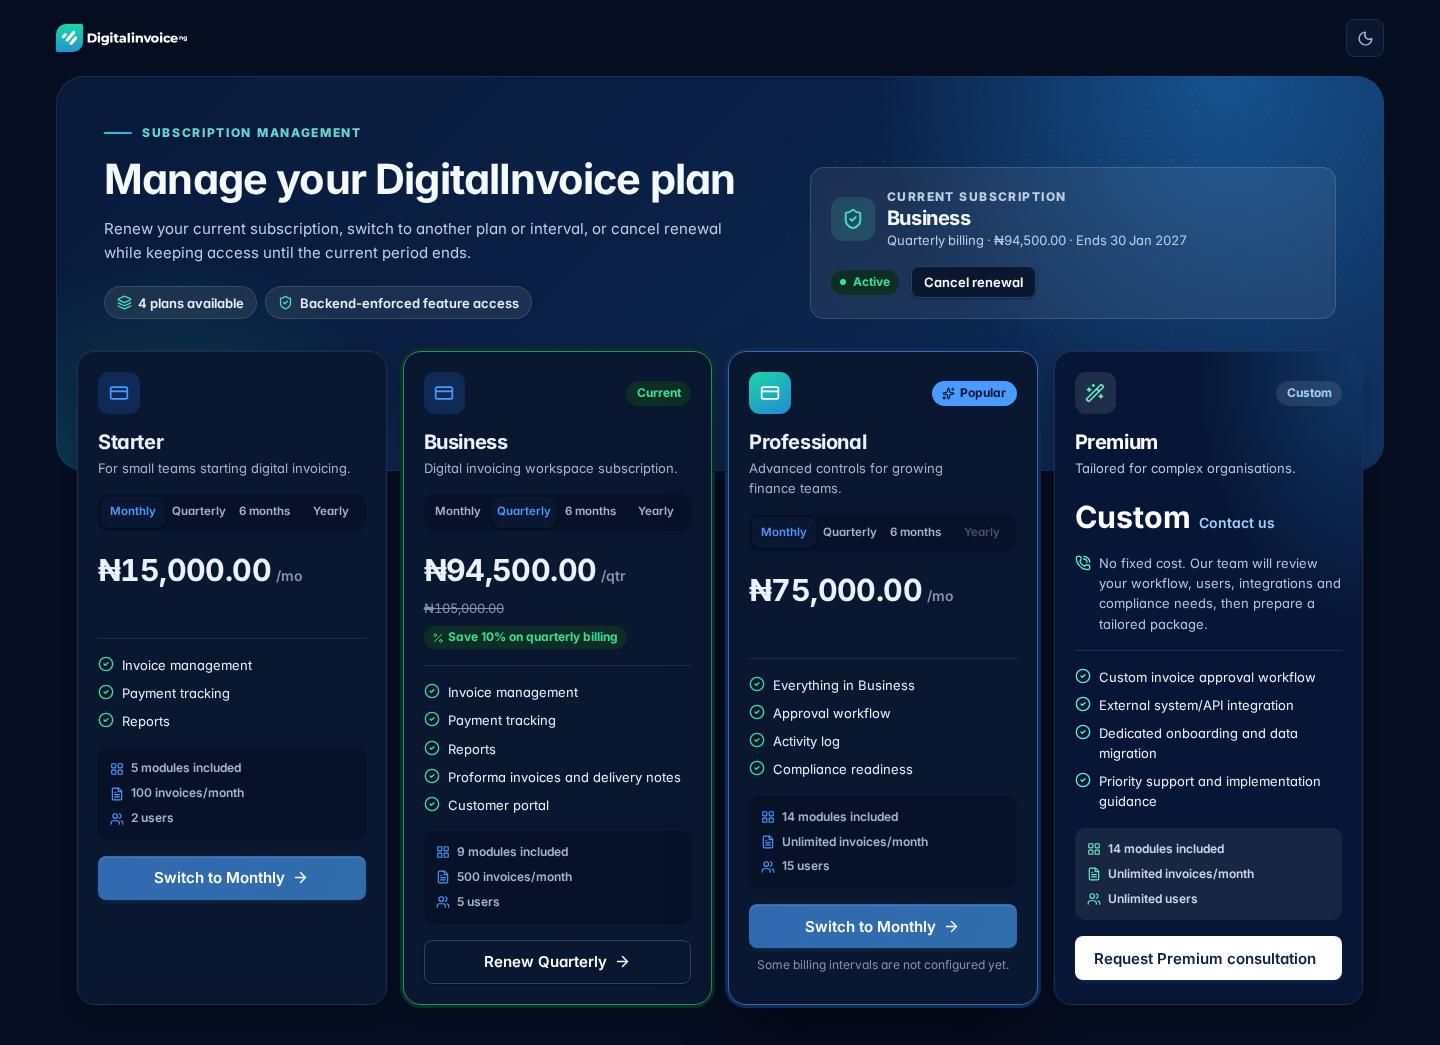 Digitalinvoice ng
SUBSCRIPTION MANAGEMENT
Manage your DigitalInvoice plan
Renew your current subscription, switch to another plan or interval, or cancel renewal
while keeping access until the current period ends.
4 plans available
Backend-enforced feature access
CURRENT SUBSCRIPTION
Business
Quarterly billing · ₦94,500.00 · Ends 30 Jan 2027
Active
Cancel renewal
Starter
For small teams starting digital invoicing.
Monthly Quarterly 6 months Yearly
₦15,000.00 /mo
Invoice management
Payment tracking
Reports
5 modules included
100 invoices/month
2 users
Switch to Monthly
Current
Business
Digital invoicing workspace subscription.
Monthly Quarterly 6 months Yearly
₦94,500.00 /qtr
₦105,000.00
Save 10% on quarterly billing
Invoice management
Payment tracking
Reports
Proforma invoices and delivery notes
Customer portal
9 modules included
500 invoices/month
5 users
Renew Quarterly
Popular
Professional
Advanced controls for growing
finance teams.
Monthly Quarterly 6 months Yearly
₦75,000.00 /mo
Everything in Business
Approval workflow
Activity log
Compliance readiness
14 modules included
Unlimited invoices/month
15 users
Switch to Monthly
Some billing intervals are not configured yet.
Custom
Premium
Tailored for complex organisations.
Custom Contact us
No fixed cost. Our team will review
your workflow, users, integrations and
compliance needs, then prepare a
tailored package.
Custom invoice approval workflow
External system/API integration
Dedicated onboarding and data
migration
Priority support and implementation
guidance
14 modules included
Unlimited invoices/month
Unlimited users
Request Premium consultation